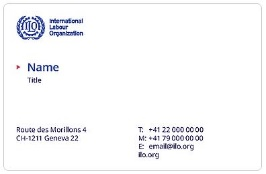 ILO
International
Labour
Organization
Name
Title
Route des Morillons 4
CH-1211 Geneva 22
T: +41 22 000 00 00
M: +41 79 000 00 00
E: email@ilo.org
ilo.org